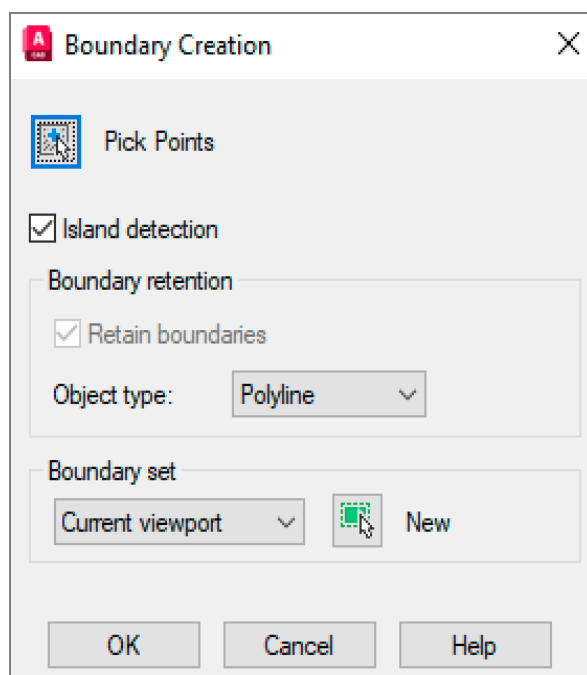 A
CAD
Boundary Creation
Pick Points
Island detection
Boundary retention
Retain boundaries
Object type: Polyline
Boundary set
Current viewport New
OK Cancel Help